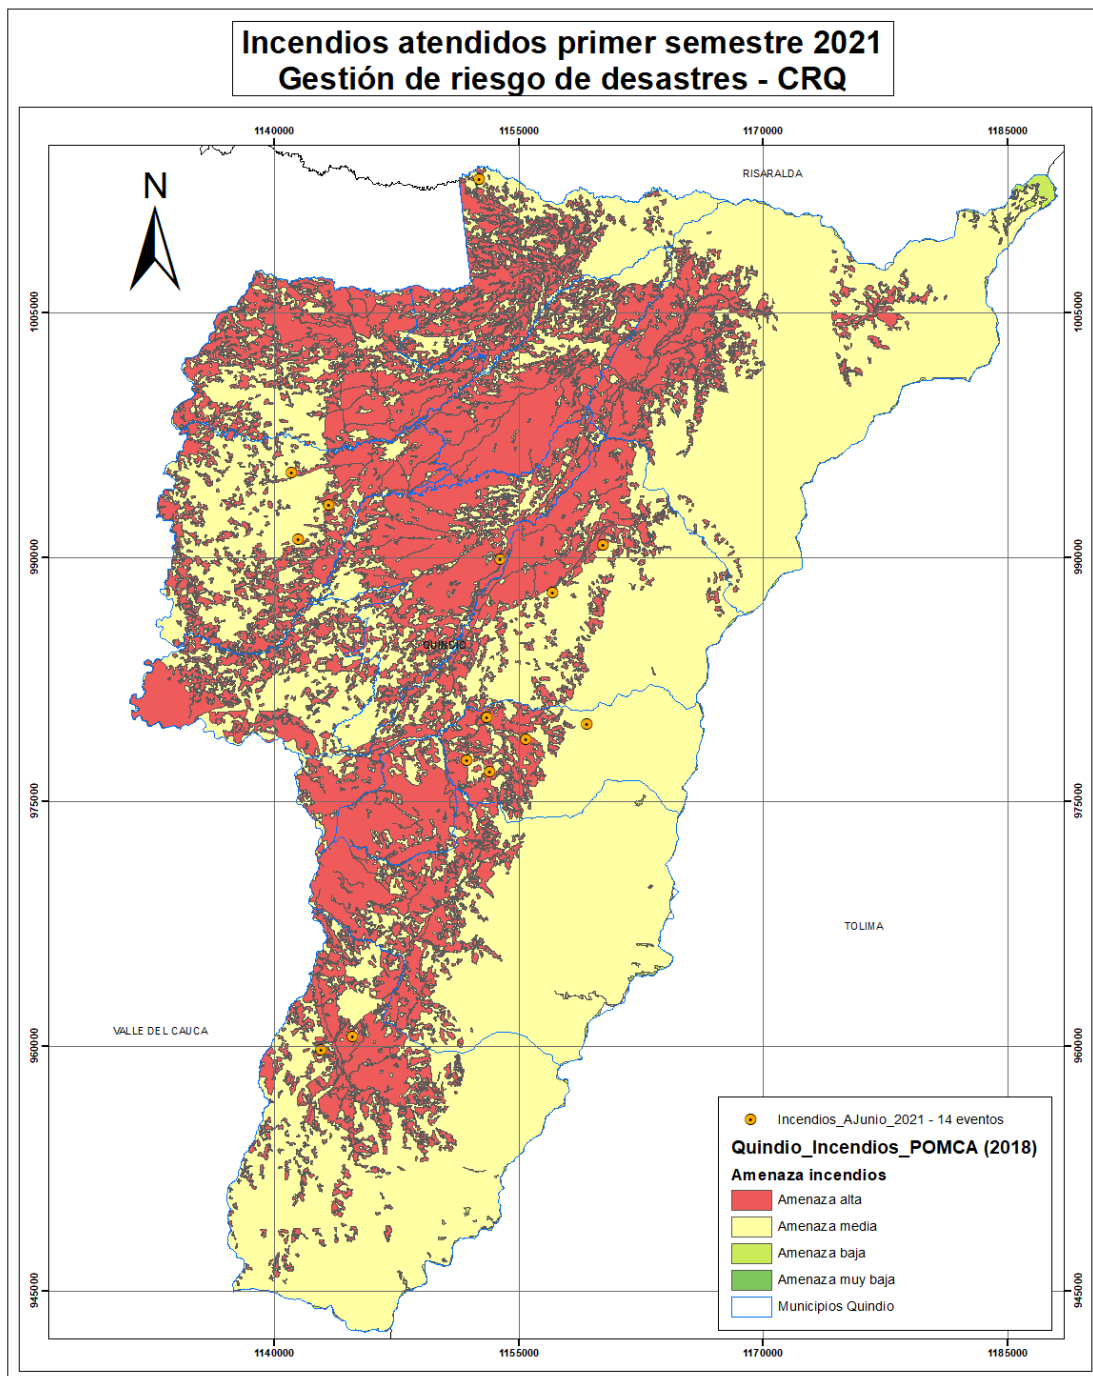 Incendios atendidos primer semestre 2021
Gestión de riesgo de desastres - CRQ
1140000 1155000 1170000 1185000
N
RISARALDA
1005000 1005000
990000 990000
QUINDIO
975000 975000
TOLIMA
VALLE DEL CAUCA
960000 960000
Incendios_AJunio_2021 - 14 eventos
Quindio_Incendios_POMCA (2018)
Amenaza incendios
Amenaza alta
Amenaza media
Amenaza baja
Amenaza muy baja
Municipios Quindio
945000 945000
1140000 1155000 1170000 1185000